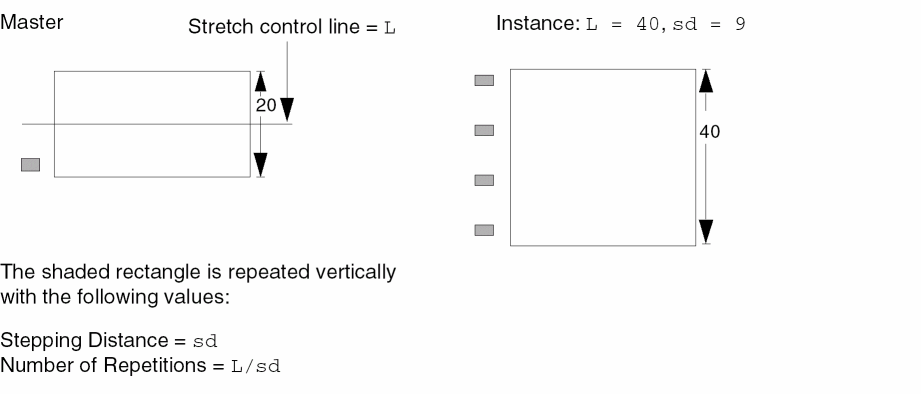 Master
Stretch control line = L
Instance: L = 40, sd = 9
20
40
The shaded rectangle is repeated vertically
with the following values:
Stepping Distance = sd
Number of Repetitions = L/sd